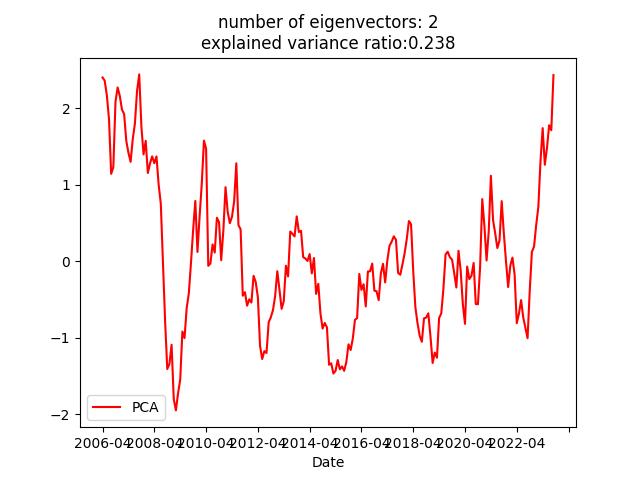 number of eigenvectors: 2
explained variance ratio:0.238
2
1
0
−1
−2
PCA
2006-04 2008-04 2010-04 2012-04 2014-04 2016-04 2018-04 2020-04 2022-04
Date